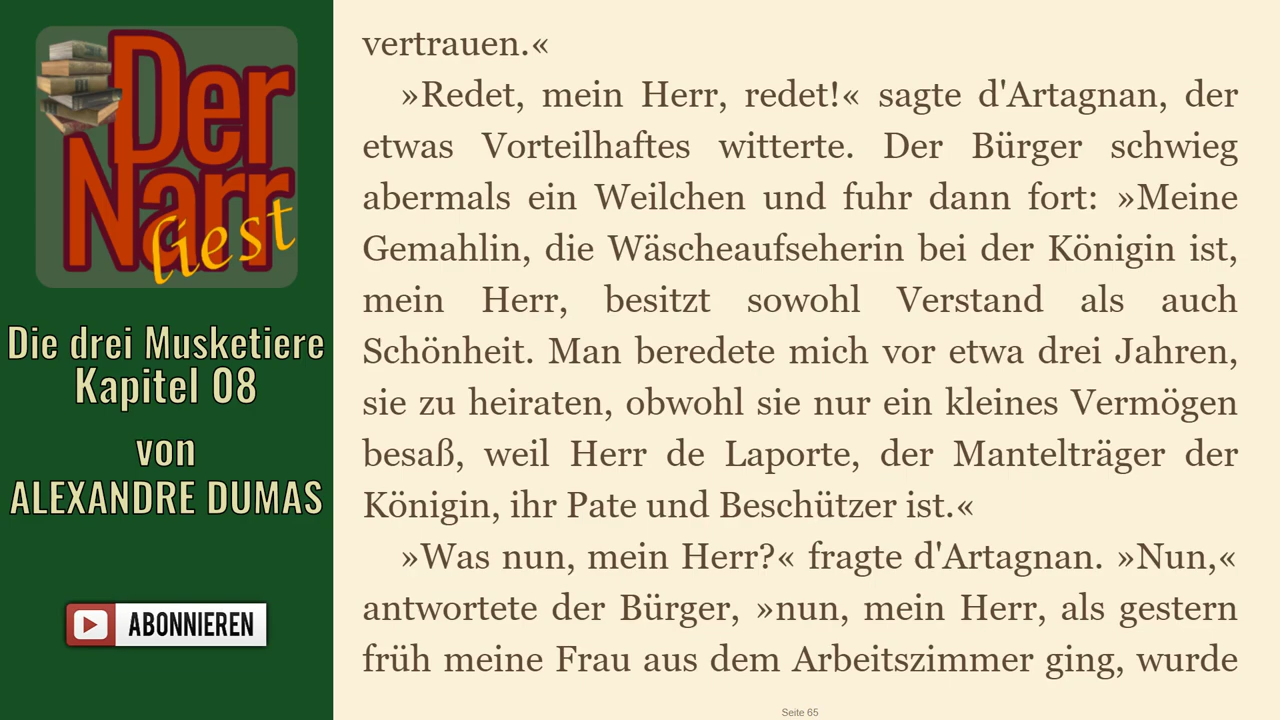 Der
Narr
liest
Die drei Musketiere
Kapitel 08
von
ALEXANDRE DUMAS
ABONNIEREN
vertrauen.«
»Redet, mein Herr, redet!« sagte d'Artagnan, der
etwas Vorteilhaftes witterte. Der Bürger schwieg
abermals ein Weilchen und fuhr dann fort: »Meine
Gemahlin, die Wäscheaufseherin bei der Königin ist,
mein Herr, besitzt sowohl Verstand als auch
Schönheit. Man beredete mich vor etwa drei Jahren,
sie zu heiraten, obwohl sie nur ein kleines Vermögen
besaß, weil Herr de Laporte, der Mantelträger der
Königin, ihr Pate und Beschützer ist.«
»Was nun, mein Herr?« fragte d'Artagnan. »Nun,«
antwortete der Bürger, »nun, mein Herr, als gestern
früh meine Frau aus dem Arbeitszimmer ging, wurde
Seite 65